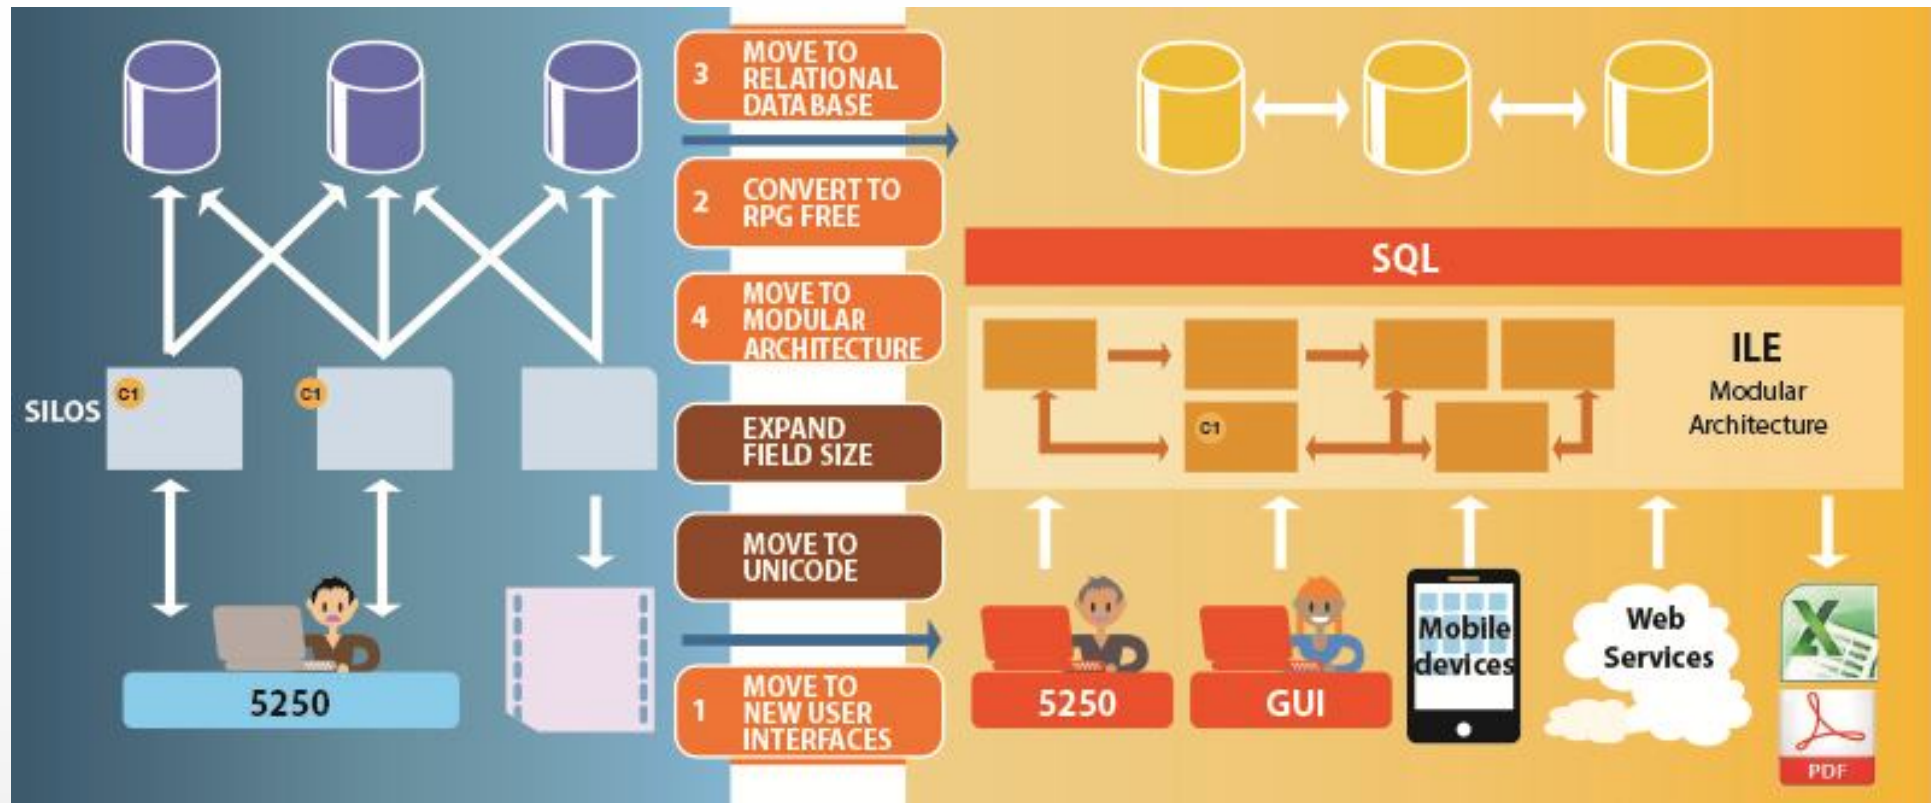 C1
C1
SILOS
5250
3
MOVE TO
RELATIONAL
DATABASE
2
CONVERT TO
RPG FREE
4
MOVE TO
MODULAR
ARCHITECTURE
EXPAND
FIELD SIZE
MOVE TO
UNICODE
1
MOVE TO
NEW USER
INTERFACES
SQL
ILE
Modular
Architecture
C1
5250
GUI
Mobile
devices
Web
Services
X
PDF